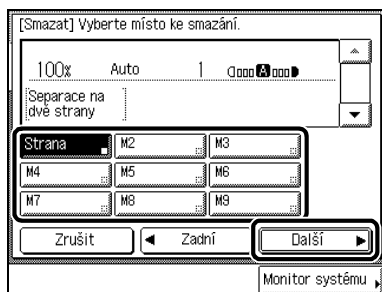 [Smazat] Vyberte místo ke smazání.
100% Auto 1 A
Separace na
dvě strany
Strana M2 M3
M4 M5 M6
M7 M8 M9
Zrušit Zadní Další
Monitor systému